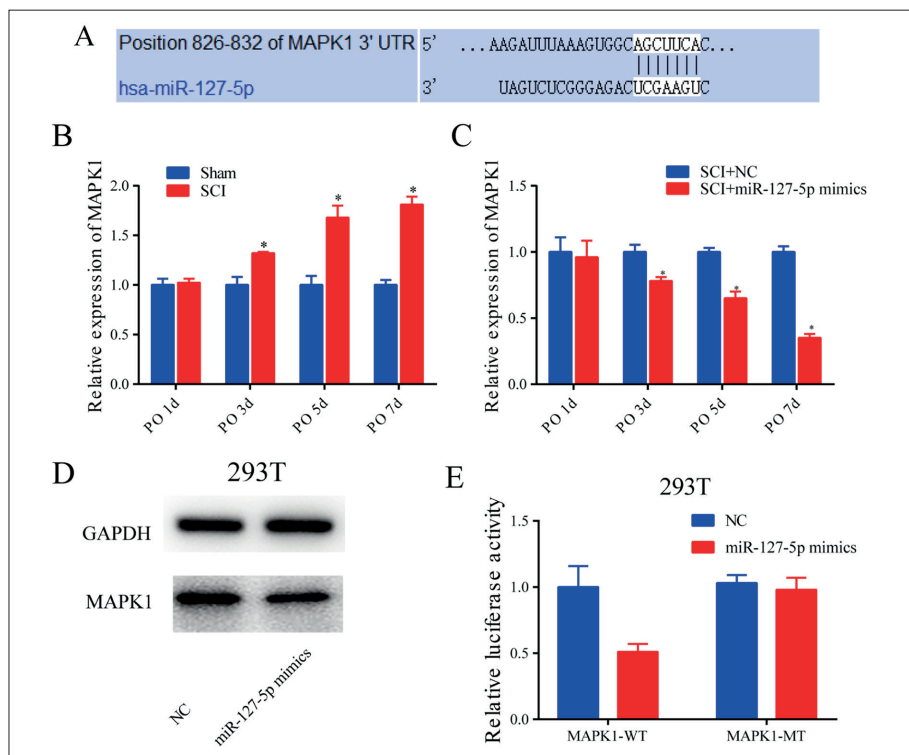 A
Position 826-832 of MAPK1 3' UTR 5' ...AAGAUUUAAAGUGGCAGCUUCAC...
hsa-miR-127-5p 3' UAGUCUCGGGAGACUCGAAGUC
B
Sham
SCI
Relative expression of MAPK1
2.0
1.5
1.0
0.5
0.0
* * *
PO 1d PO 3d PO 5d PO 7d
C
SCI+NC
SCI+miR-127-5p mimics
Relative expression of MAPK1
1.5
1.0
0.5
0.0
* * *
PO 1d PO 3d PO 5d PO 7d
D
293T
GAPDH
MAPK1
NC miR-127-5p mimics
E
293T
NC
miR-127-5p mimics
Relative luciferase activity
1.5
1.0
0.5
0.0
MAPK1-WT MAPK1-MT